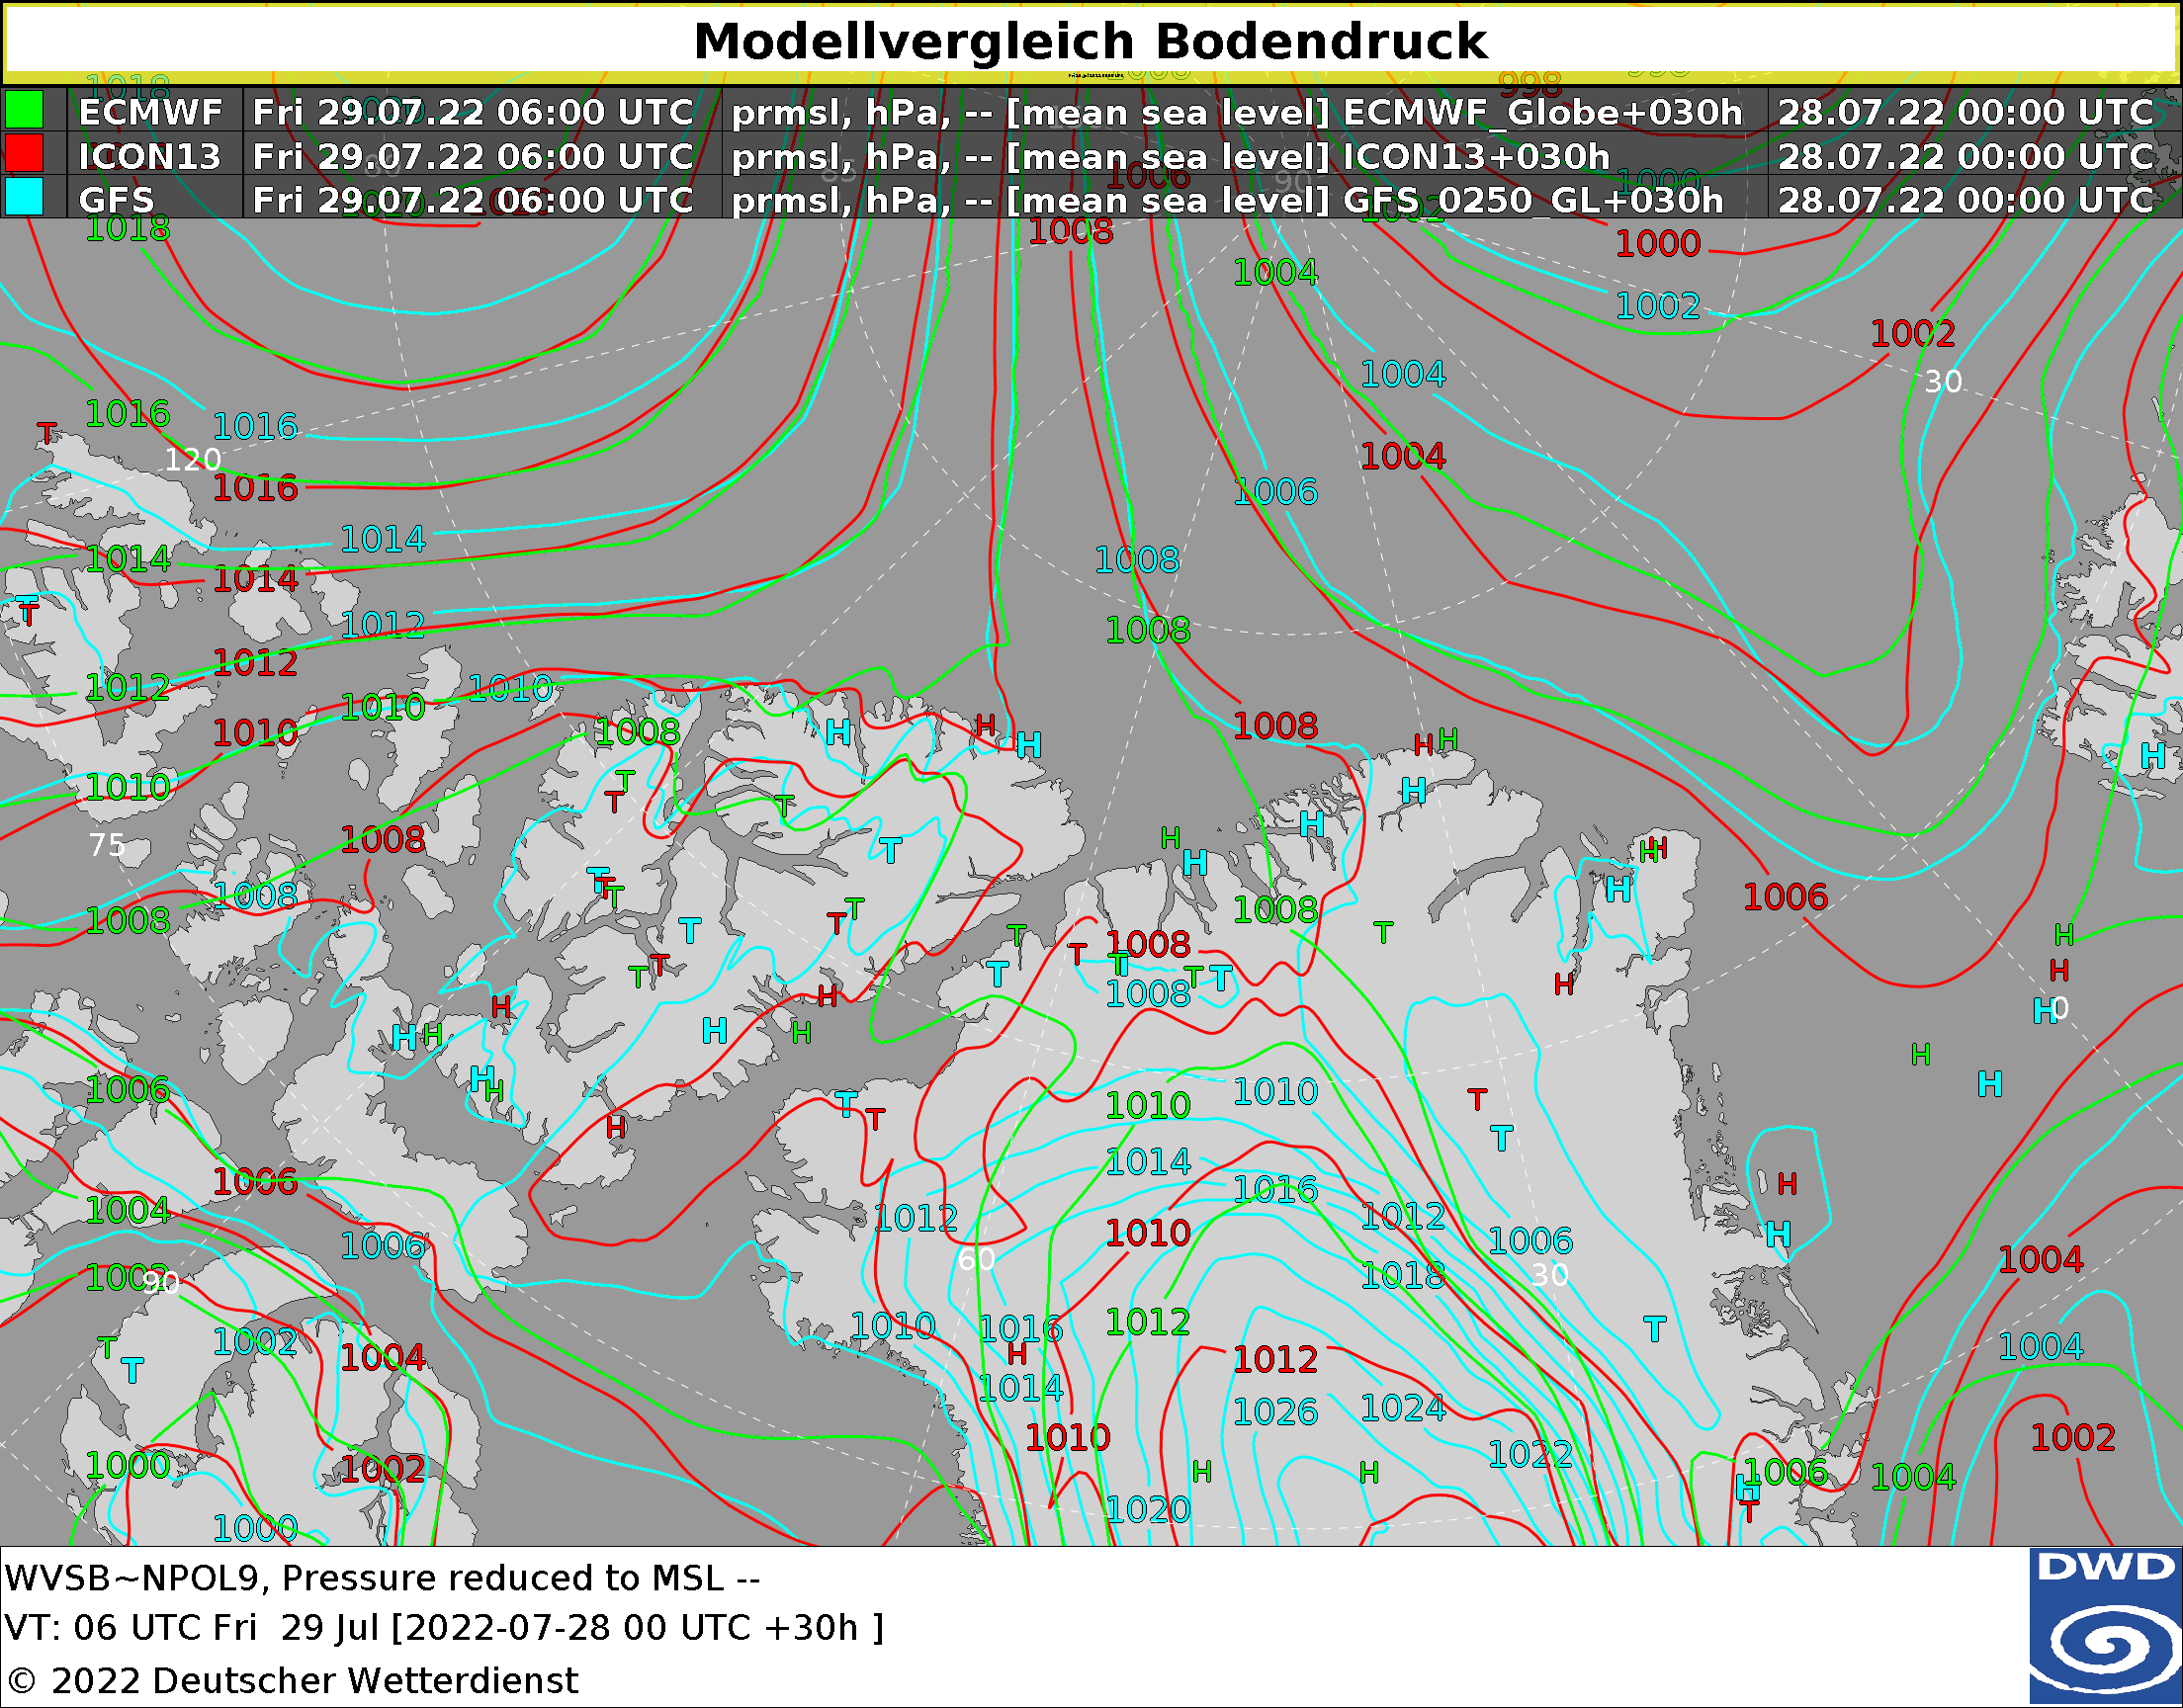 Modellvergleich Bodendruck
ECMWF Fri 29.07.22 06:00 UTC prmsl, hPa, -- [mean sea level] ECMWF_Globe+030h 28.07.22 00:00 UTC
ICON13 Fri 29.07.22 06:00 UTC prmsl, hPa, -- [mean sea level] ICON13+030h 28.07.22 00:00 UTC
GFS Fri 29.07.22 06:00 UTC prmsl, hPa, -- [mean sea level] GFS_0250_GL+030h 28.07.22 00:00 UTC
1018 1008 1000
1004
1002
1002
1004 30
1016 1016
120 1004
1016 1006
1014
1014 1008
1014
1012 1008
1012
1012 1010
1010 1008 1008
1010 H H H H H
1010 T T T H
75 1008 T H H H H
1008 T T T 1006
1008 T T T 1008 T H
T T T 1008 H
T T T T T 1008 H
H H H H 0
H H T H H
1006 H H 1010 1010 H
T T H T T
1006 1014 1016 H
1004 1012 1010 1012 H
1006 60 1006 1004
1002 90 1018 30
1002 1010 1016 1012 T 1004
T T 1004 H 1012
1014 1026 1024
1010 1022 1002
1000 1002 H H 1006 1004
1000 1020 H T
WVSB~NPOL9, Pressure reduced to MSL --
VT: 06 UTC Fri 29 Jul [2022-07-28 00 UTC +30h ]
© 2022 Deutscher Wetterdienst
DWD